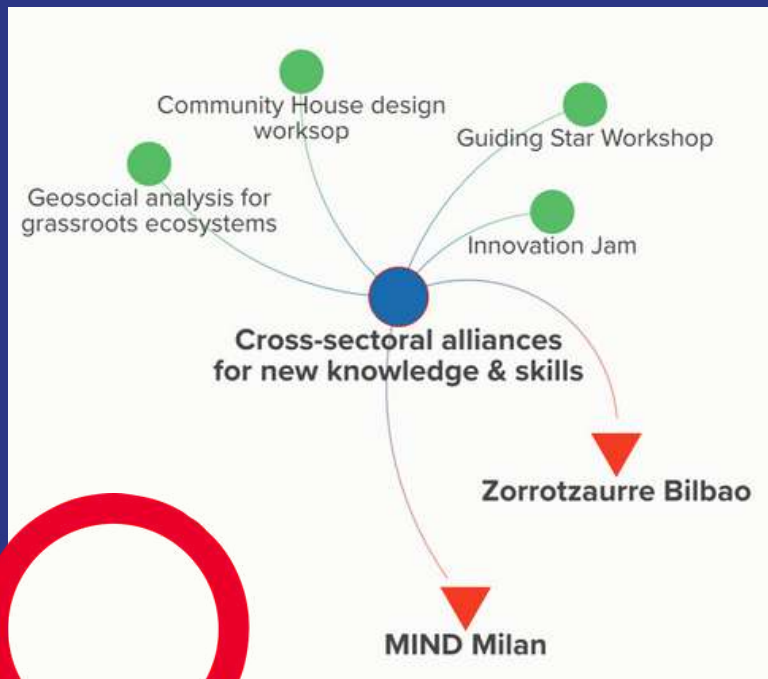 Community House design
worksop
Guiding Star Workshop
Geosocial analysis for
grassroots ecosystems
Innovation Jam
Cross-sectoral alliances
for new knowledge & skills
Zorrotzaurre Bilbao
MIND Milan